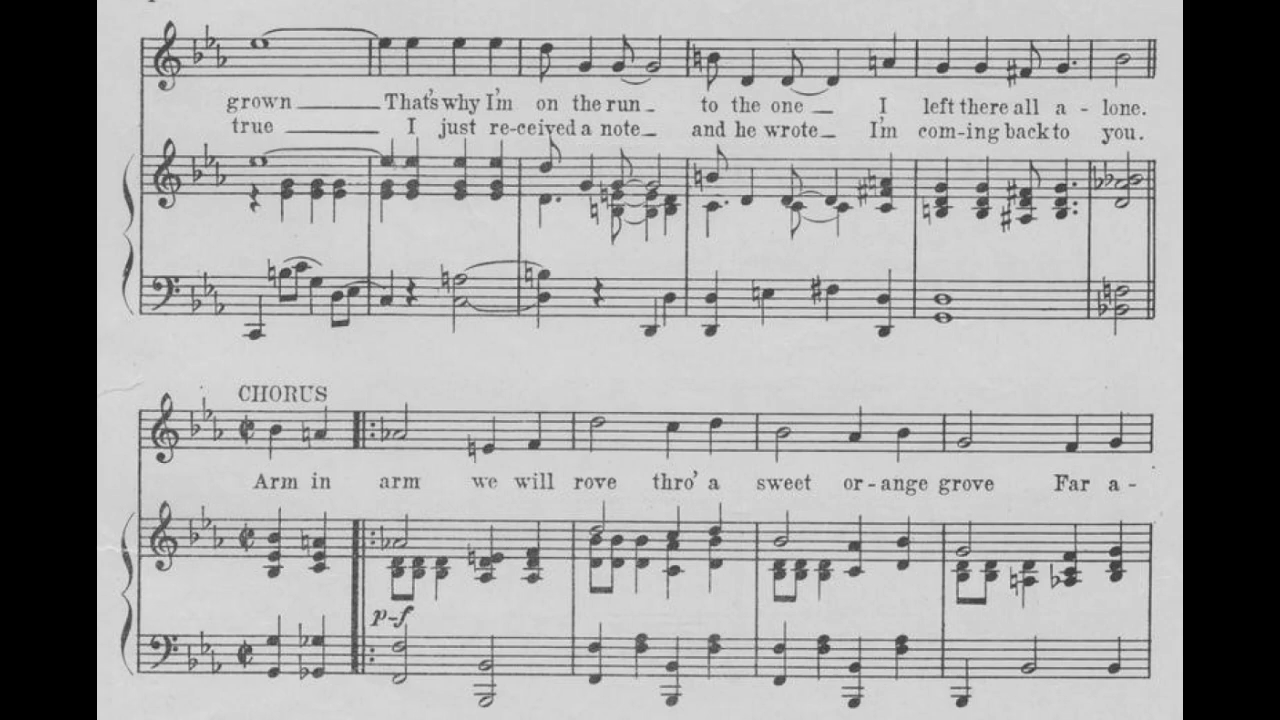 grown That's why I'm on the run to the one I left there all a - lone.
true I just re-ceived a note and he wrote I'm com-ing back to you.
CHORUS
Arm in arm we will rove thro' a sweet or-ange grove Far a -
p-f